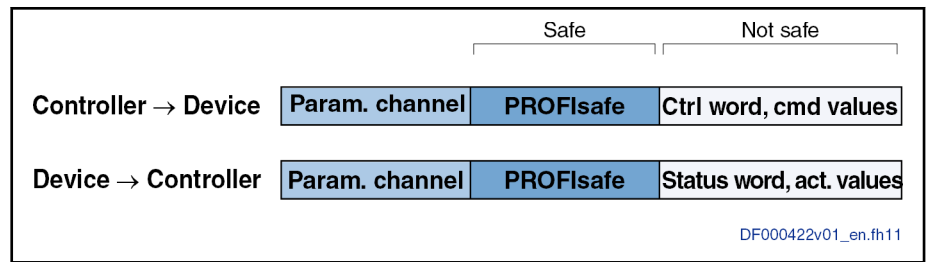 Safe Not safe
Controller → Device Param. channel PROFIsafe Ctrl word, cmd values
Device → Controller Param. channel PROFIsafe Status word, act. values
DF000422v01_en.fh11